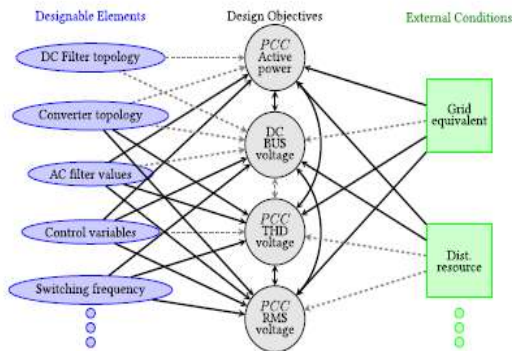 Designable Elements
Design Objectives
External Conditions
DC Filter topology
Converter topology
AC filter values
Control variables
Switching frequency
PCC
Active
power
DC
BUS
voltage
PCC
THD
voltage
PCC
RMS
voltage
Grid
equivalent
Dist.
resource